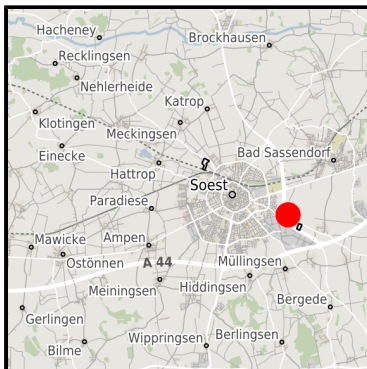 Hacheney
Brockhausen
Recklingsen
Nehlerheide
Katrop
Klotingen
Meckingsen
Einecke
Bad Sassendorf
Hattrop
Soest
Paradiese
Mawicke
Ampen
Ostönnen
A 44
Müllingsen
Meiningsen
Hiddingsen
Bergede
Gerlingen
Bilme
Wippringsen
Berlingsen